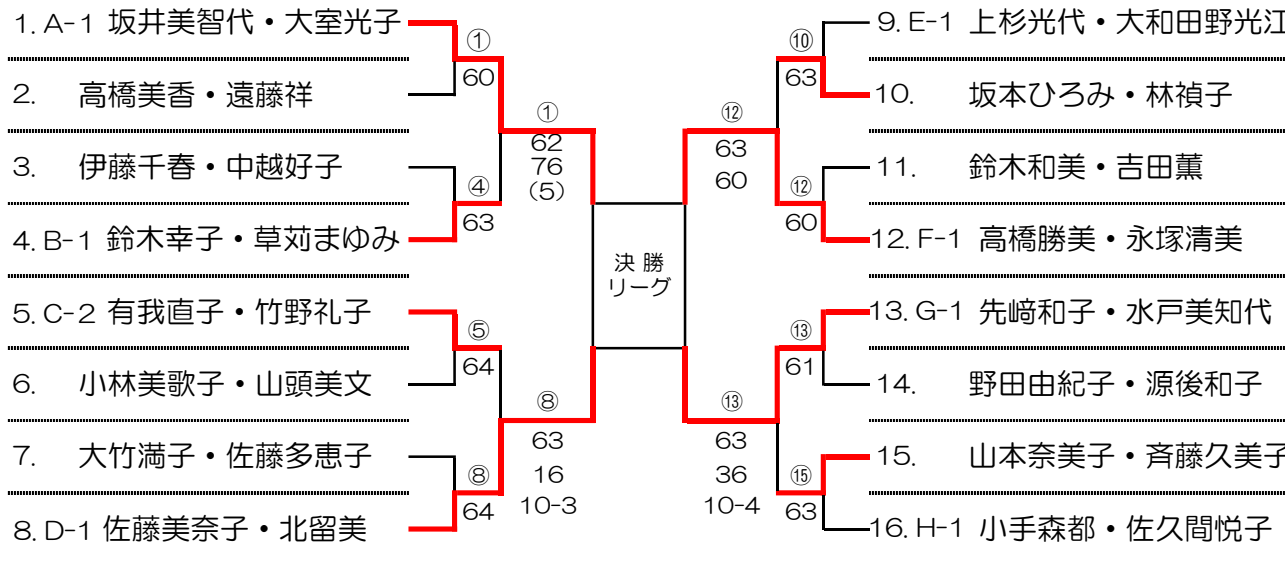 1. A-1 坂井美智代・大室光子
2. 高橋美香・遠藤祥
3. 伊藤千春・中越好子
4. B-1 鈴木幸子・草苅まゆみ
5. C-2 有我直子・竹野礼子
6. 小林美歌子・山頭美文
7. 大竹満子・佐藤多恵子
8. D-1 佐藤美奈子・北留美
①
60
④
63
⑤
64
⑧
64
①
62
76
(5)
⑧
63
16
10-3
決 勝
リーグ
⑫
63
60
⑬
63
36
10-4
⑩
63
⑫
60
⑬
61
⑮
63
9. E-1 上杉光代・大和田野光江
10. 坂本ひろみ・林禎子
11. 鈴木和美・吉田薫
12. F-1 高橋勝美・永塚清美
13. G-1 先﨑和子・水戸美知代
14. 野田由紀子・源後和子
15. 山本奈美子・斉藤久美子
16. H-1 小手森都・佐久間悦子